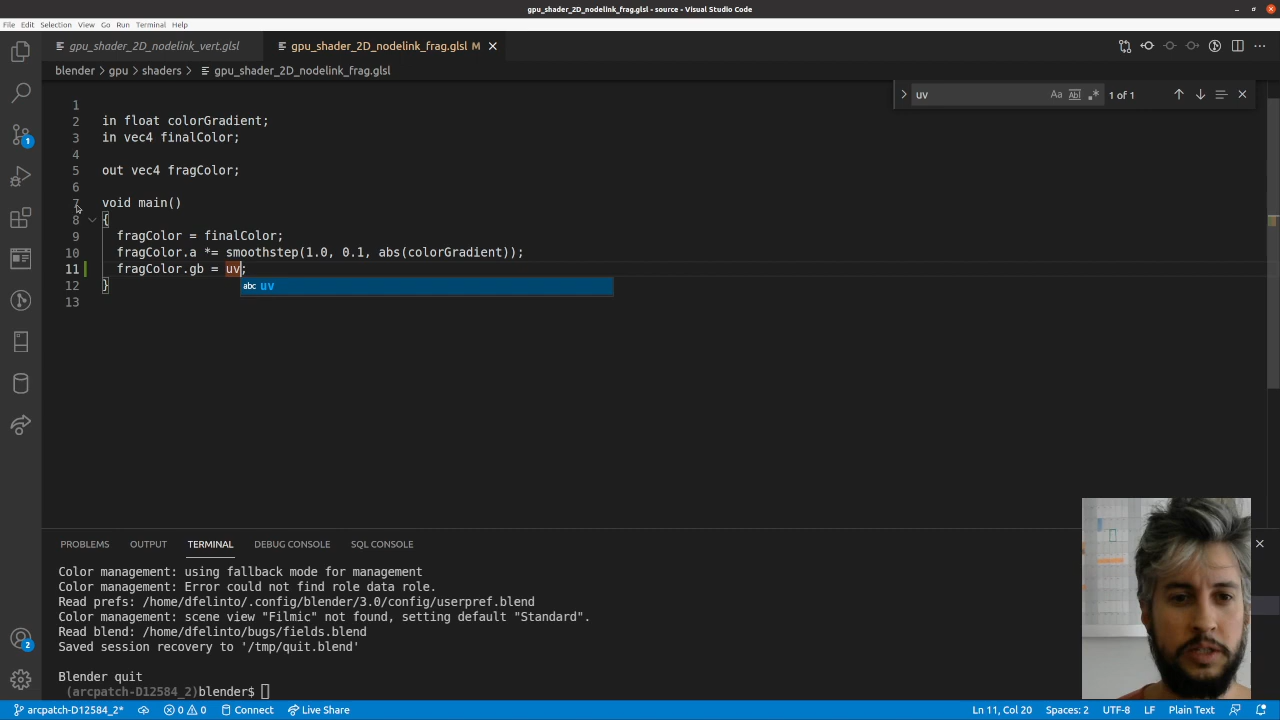 gpu_shader_2D_nodelink_frag.glsl - source - Visual Studio Code
File Edit Selection View Go Run Terminal Help
gpu_shader_2D_nodelink_vert.glsl
gpu_shader_2D_nodelink_frag.glsl M
blender > gpu > shaders > gpu_shader_2D_nodelink_frag.glsl
uv Aa Abl .* 1 of 1
1
2 in float colorGradient;
3 in vec4 finalColor;
4
5 out vec4 fragColor;
6
7 void main()
8 {
9 fragColor = finalColor;
10 fragColor.a *= smoothstep(1.0, 0.1, abs(colorGradient));
11 fragColor.gb = uv;
abc uv
12 }
13
1
2
PROBLEMS OUTPUT TERMINAL DEBUG CONSOLE SQL CONSOLE
Color management: using fallback mode for management
Color management: Error could not find role data role.
Read prefs: /home/dfelinto/.config/blender/3.0/config/userpref.blend
Color management: scene view "Filmic" not found, setting default "Standard".
Read blend: /home/dfelinto/bugs/fields.blend
Saved session recovery to '/tmp/quit.blend'
Blender quit
(arcpatch-D12584_2)blender$
arcpatch-D12584_2* 0 0 Connect Live Share Ln 11, Col 20 Spaces: 2 UTF-8 LF Plain Text